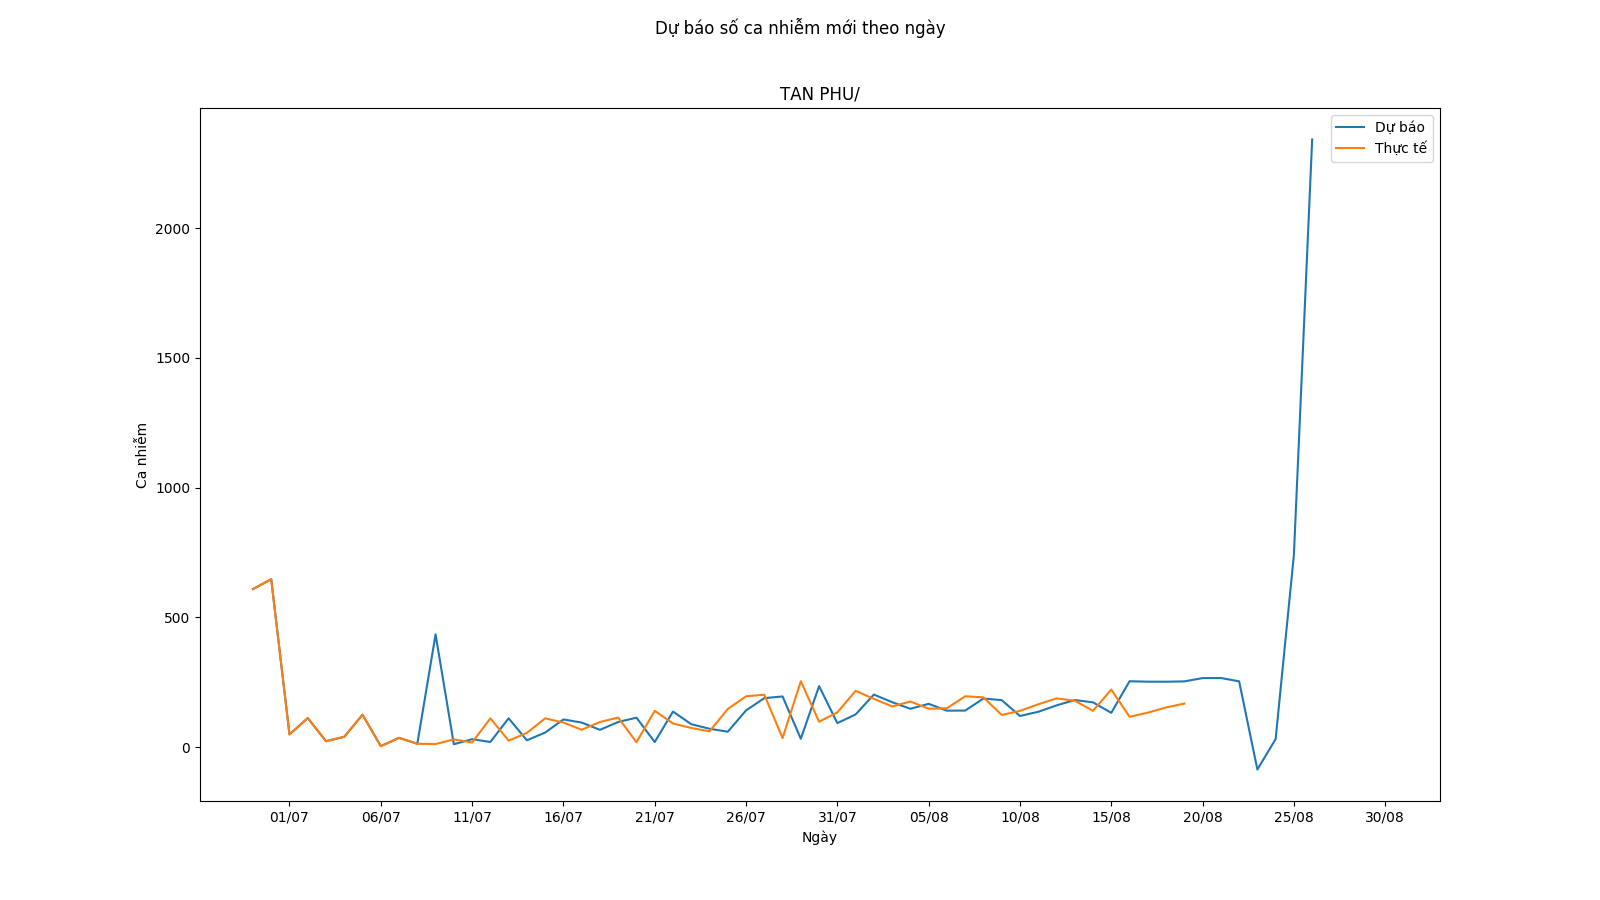 Dự báo số ca nhiễm mới theo ngày
TAN PHU/
Dự báo
Thực tế
2000
1500
1000
500
0
Ca nhiễm
01/07 06/07 11/07 16/07 21/07 26/07 31/07 05/08 10/08 15/08 20/08 25/08 30/08
Ngày